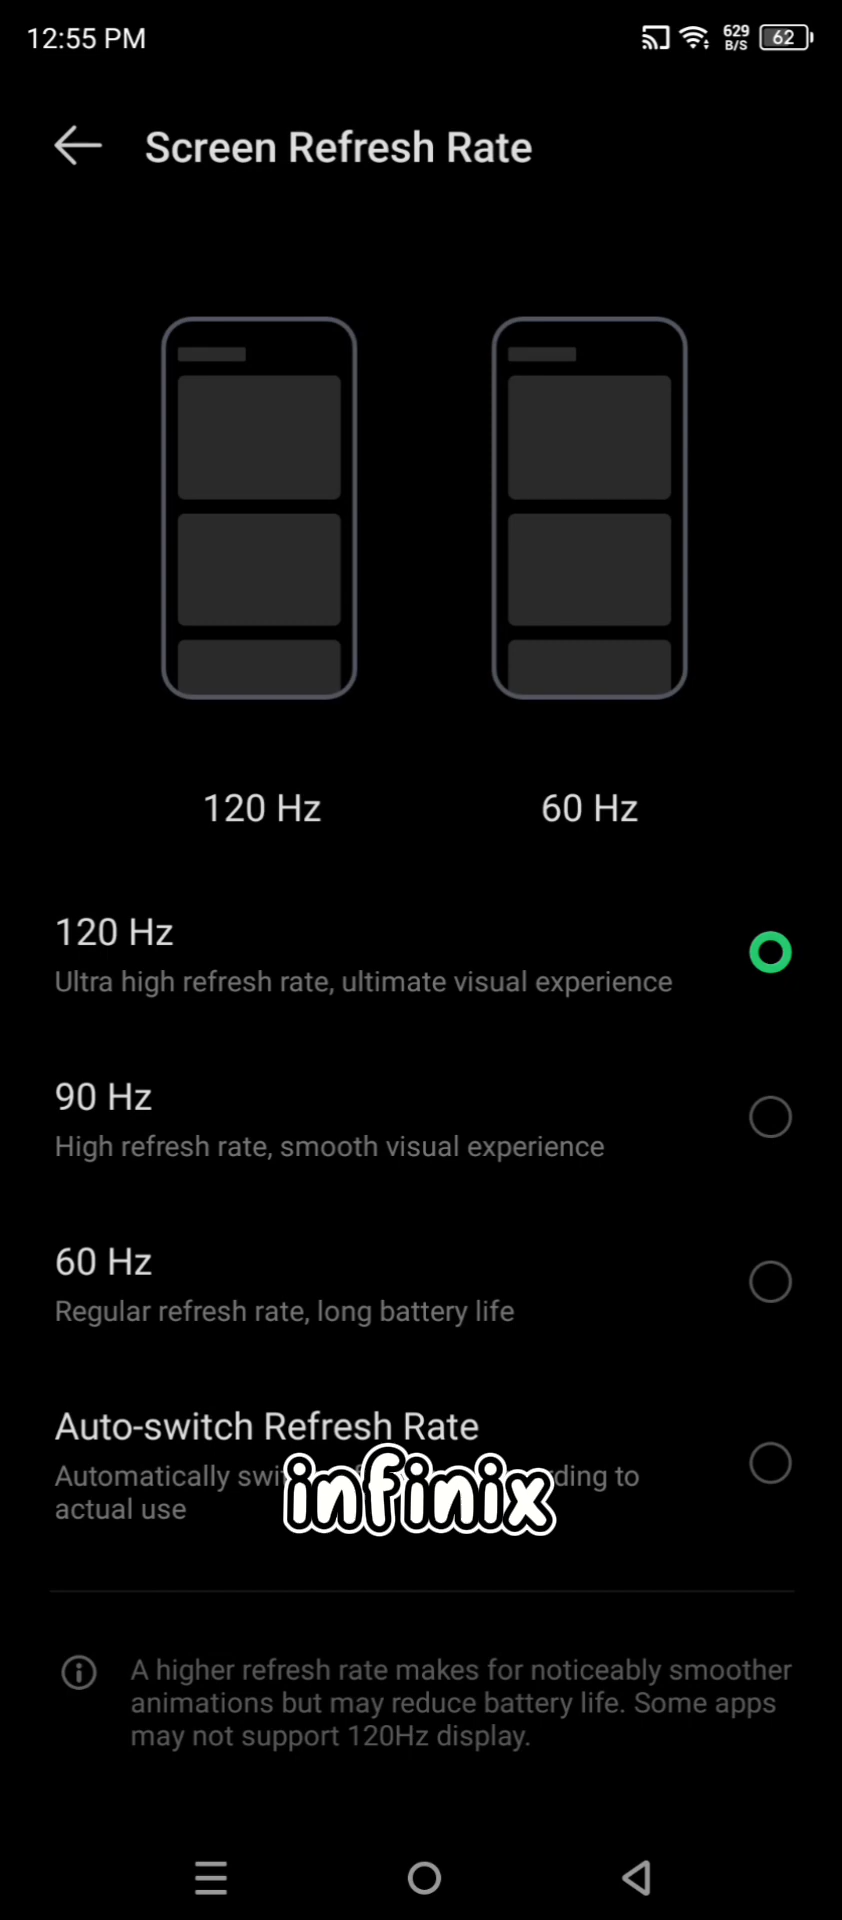 12:55 PM
629
B/S
62
Screen Refresh Rate
120 Hz
60 Hz
120 Hz
Ultra high refresh rate, ultimate visual experience
90 Hz
High refresh rate, smooth visual experience
60 Hz
Regular refresh rate, long battery life
Auto-switch Refresh Rate
Automatically to
actual use
infinix
A higher refresh rate makes for noticeably smoother
animations but may reduce battery life. Some apps
may not support 120Hz display.